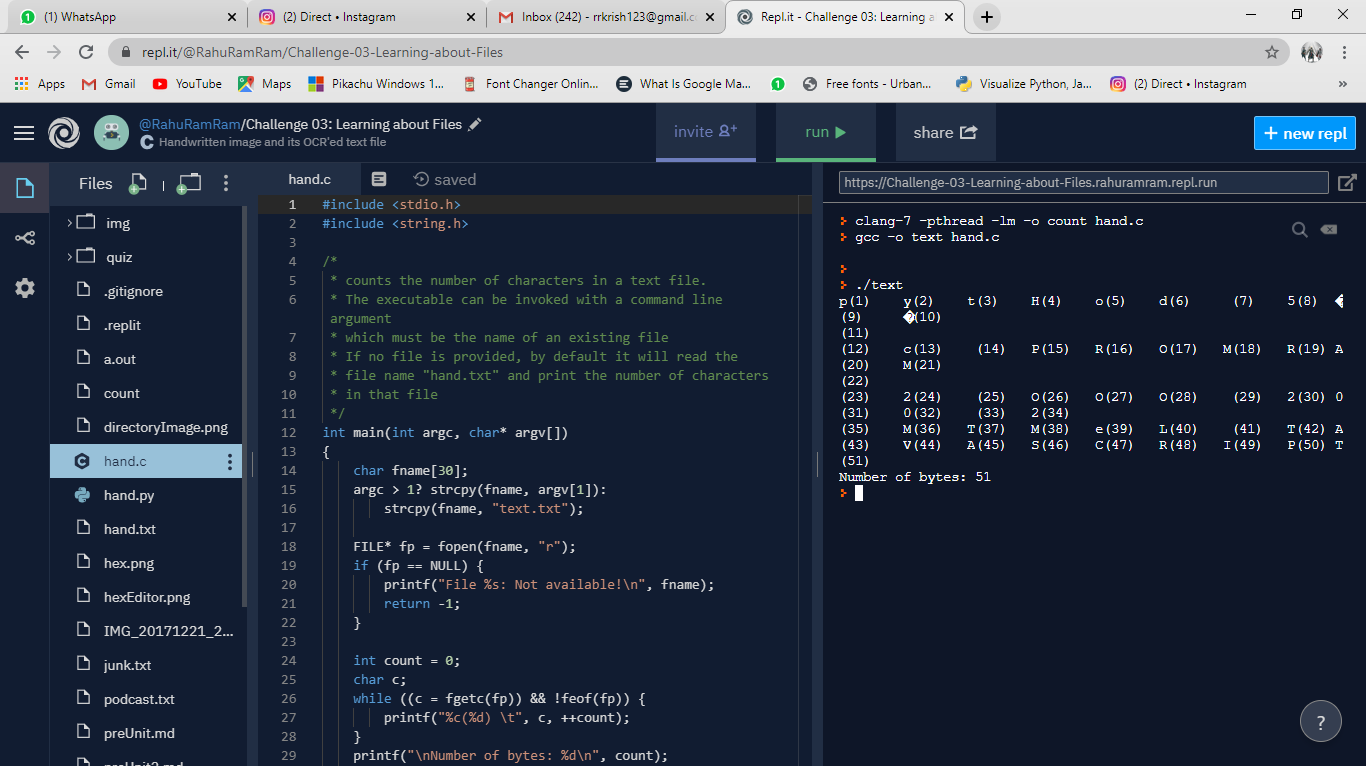 (1) WhatsApp
(2) Direct • Instagram
Inbox (242) - rrkrish123@gmail.c
Repl.it - Challenge 03: Learning a
repl.it/@RahuRamRam/Challenge-03-Learning-about-Files
Apps Gmail YouTube Maps Pikachu Windows 1... Font Changer Onlin... What Is Google Ma... 1 Free fonts - Urban... Visualize Python, Ja... (2) Direct • Instagram »
@RahuRamRam/Challenge 03: Learning about Files
Handwritten image and its OCR'ed text file
invite
run
share
+ new repl
Files
img
quiz
.gitignore
.replit
a.out
count
directoryImage.png
hand.c
hand.py
hand.txt
hex.png
hexEditor.png
IMG_20171221_2...
junk.txt
podcast.txt
preUnit.md
preUnit2.md
hand.c
saved
1 #include <stdio.h>
2 #include <string.h>
3
4 /*
5 * counts the number of characters in a text file.
6 * The executable can be invoked with a command line
argument
7 * which must be the name of an existing file
8 * If no file is provided, by default it will read the
9 * file name "hand.txt" and print the number of characters
10 * in that file
11 */
12 int main(int argc, char* argv[])
13 {
14 char fname[30];
15 argc > 1? strcpy(fname, argv[1]):
16 strcpy(fname, "text.txt");
17
18 FILE* fp = fopen(fname, "r");
19 if (fp == NULL) {
20 printf("File %s: Not available!\n", fname);
21 return -1;
22 }
23
24 int count = 0;
25 char c;
26 while ((c = fgetc(fp)) && !feof(fp)) {
27 printf("%c(%d) \t", c, ++count);
28 }
29 printf("\nNumber of bytes: %d\n", count);
https://Challenge-03-Learning-about-Files.rahuramram.repl.run
> clang-7 -pthread -lm -o count hand.c
> gcc -o text hand.c
>
> ./text
p(1) y(2) t(3) H(4) o(5) d(6) (7) 5(8) �
(9) �(10)
(11)
(12) c(13) (14) P(15) R(16) O(17) M(18) R(19) A
(20) M(21)
(22)
(23) 2(24) (25) O(26) O(27) O(28) (29) 2(30) 0
(31) 0(32) (33) 2(34)
(35) M(36) T(37) M(38) e(39) L(40) (41) T(42) A
(43) V(44) A(45) S(46) C(47) R(48) I(49) P(50) T
(51)
Number of bytes: 51
>
?